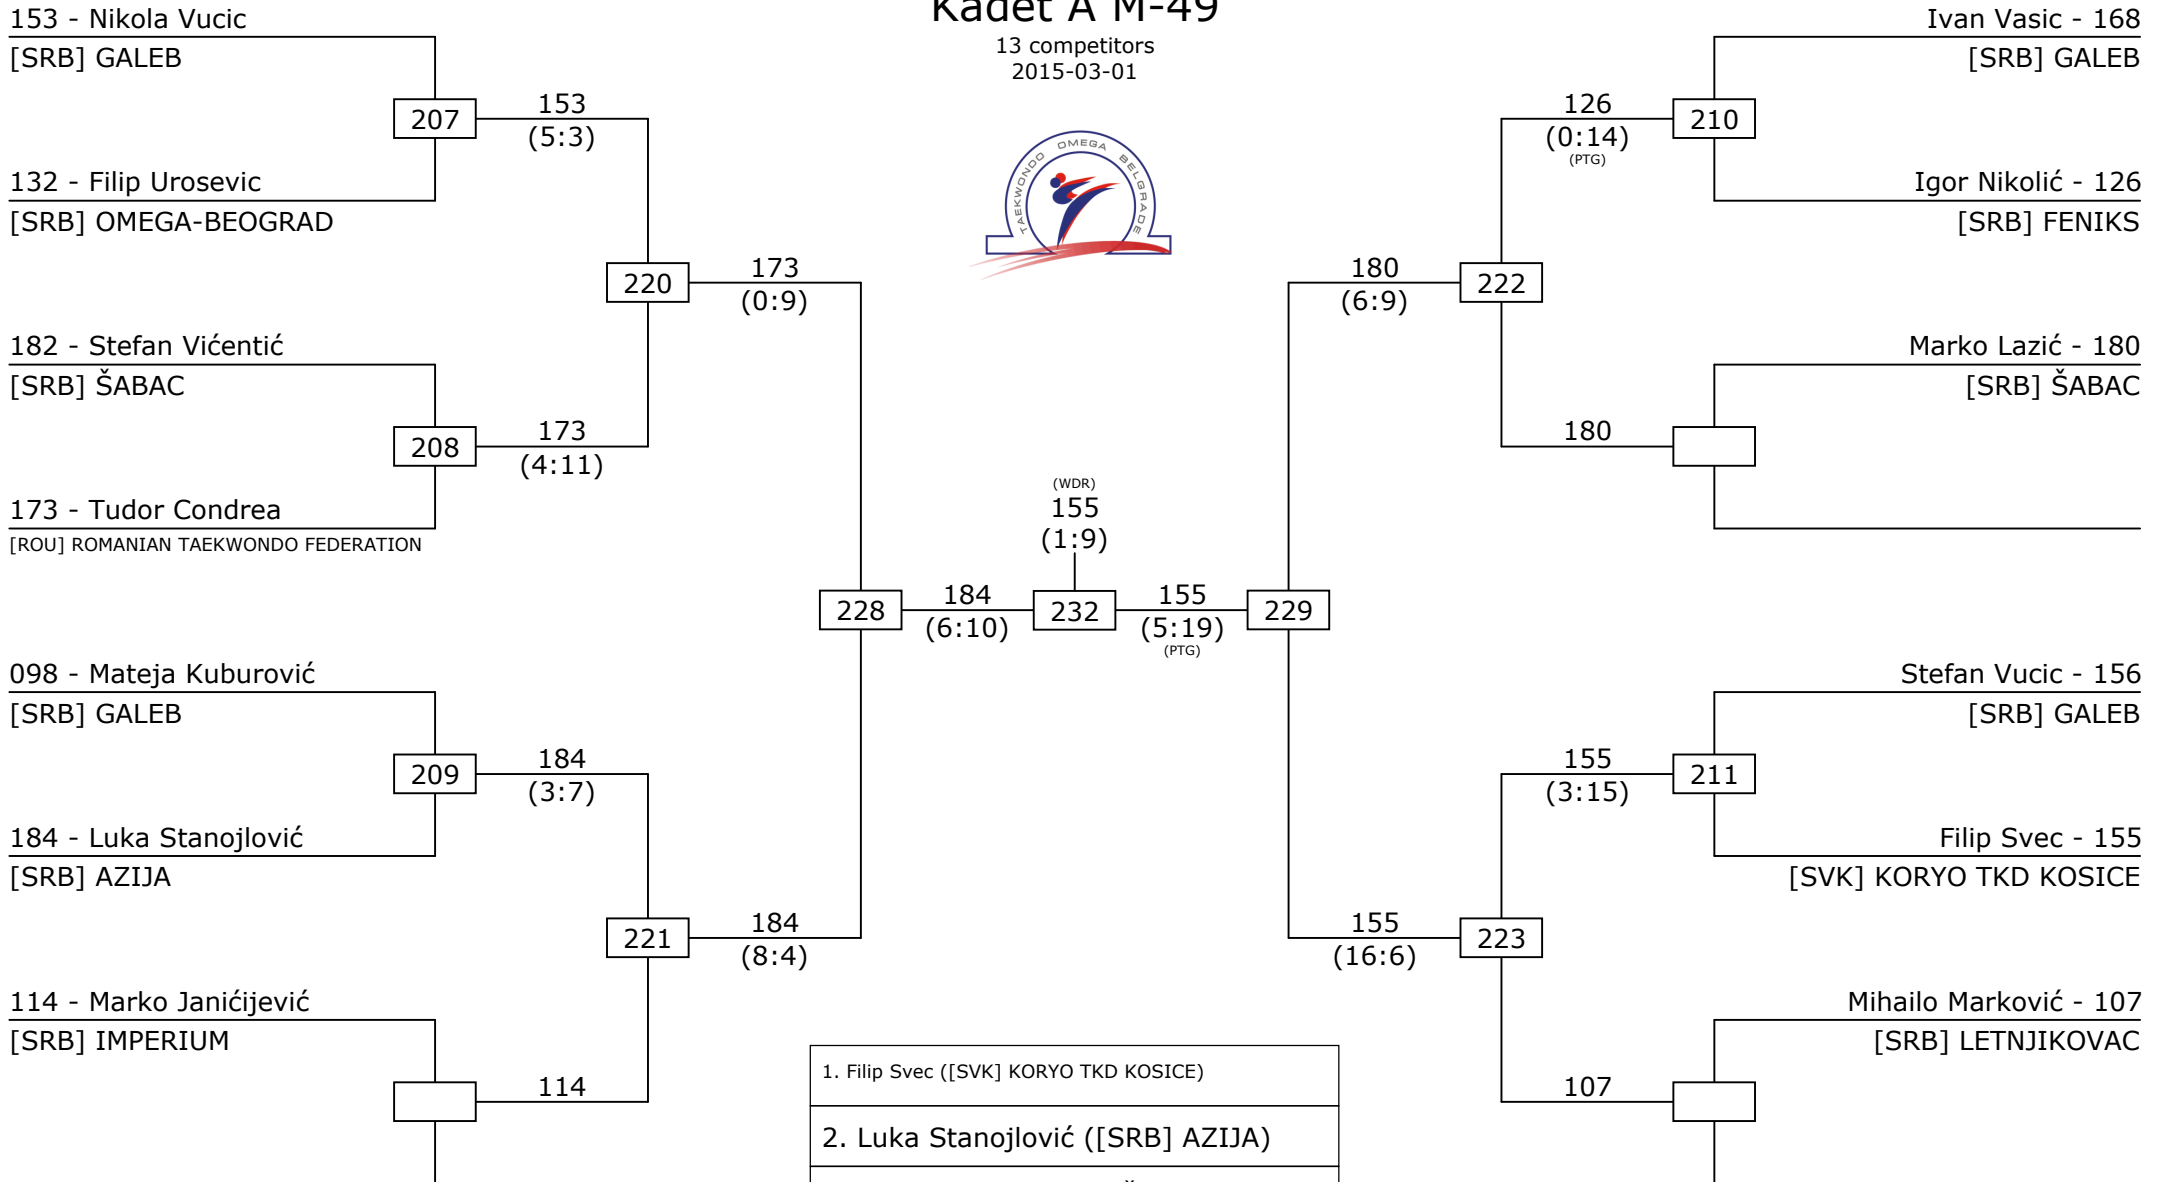 Kadet A M-49
13 competitors
2015-03-01
TAEKWONDO OMEGA BELGRADE
153 - Nikola Vucic
[SRB] GALEB
207
153
(5:3)
132 - Filip Urosevic
[SRB] OMEGA-BEOGRAD
220
173
(0:9)
182 - Stefan Vićentić
[SRB] ŠABAC
208
173
(4:11)
173 - Tudor Condrea
[ROU] ROMANIAN TAEKWONDO FEDERATION
228
184
(6:10)
098 - Mateja Kuburović
[SRB] GALEB
209
184
(3:7)
184 - Luka Stanojlović
[SRB] AZIJA
221
184
(8:4)
114 - Marko Janićijević
[SRB] IMPERIUM
114
(WDR)
155
(1:9)
232
Ivan Vasic - 168
[SRB] GALEB
126
(0:14)
(PTG)
210
Igor Nikolić - 126
[SRB] FENIKS
180
(6:9)
222
Marko Lazić - 180
[SRB] ŠABAC
180
155
(5:19)
(PTG)
229
Stefan Vucic - 156
[SRB] GALEB
155
(3:15)
211
Filip Svec - 155
[SVK] KORYO TKD KOSICE
155
(16:6)
223
Mihailo Marković - 107
[SRB] LETNJIKOVAC
107
1. Filip Svec ([SVK] KORYO TKD KOSICE)
2. Luka Stanojlović ([SRB] AZIJA)